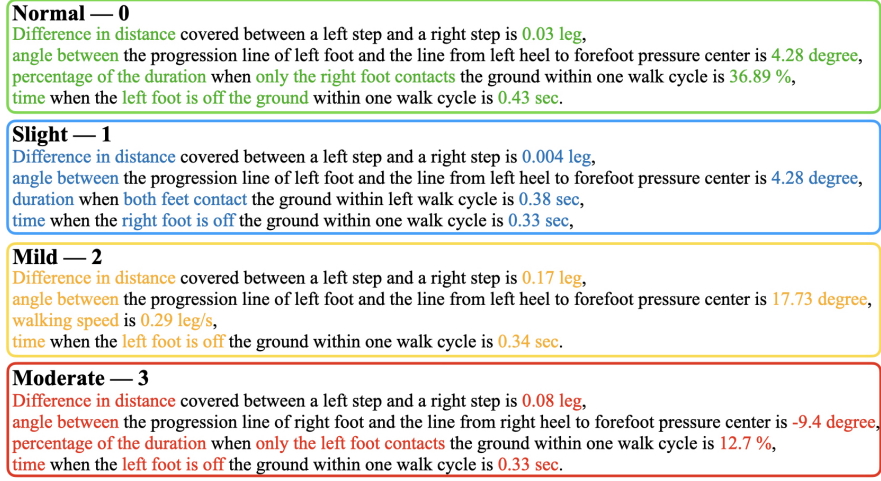 Normal — 0
Difference in distance covered between a left step and a right step is 0.03 leg,
angle between the progression line of left foot and the line from left heel to forefoot pressure center is 4.28 degree,
percentage of the duration when only the right foot contacts the ground within one walk cycle is 36.89 %,
time when the left foot is off the ground within one walk cycle is 0.43 sec.
Slight — 1
Difference in distance covered between a left step and a right step is 0.004 leg,
angle between the progression line of left foot and the line from left heel to forefoot pressure center is 4.28 degree,
duration when both feet contact the ground within left walk cycle is 0.38 sec,
time when the right foot is off the ground within one walk cycle is 0.33 sec,
Mild — 2
Difference in distance covered between a left step and a right step is 0.17 leg,
angle between the progression line of left foot and the line from left heel to forefoot pressure center is 17.73 degree,
walking speed is 0.29 leg/s,
time when the left foot is off the ground within one walk cycle is 0.34 sec.
Moderate — 3
Difference in distance covered between a left step and a right step is 0.08 leg,
angle between the progression line of right foot and the line from right heel to forefoot pressure center is -9.4 degree,
percentage of the duration when only the left foot contacts the ground within one walk cycle is 12.7 %,
time when the left foot is off the ground within one walk cycle is 0.33 sec.